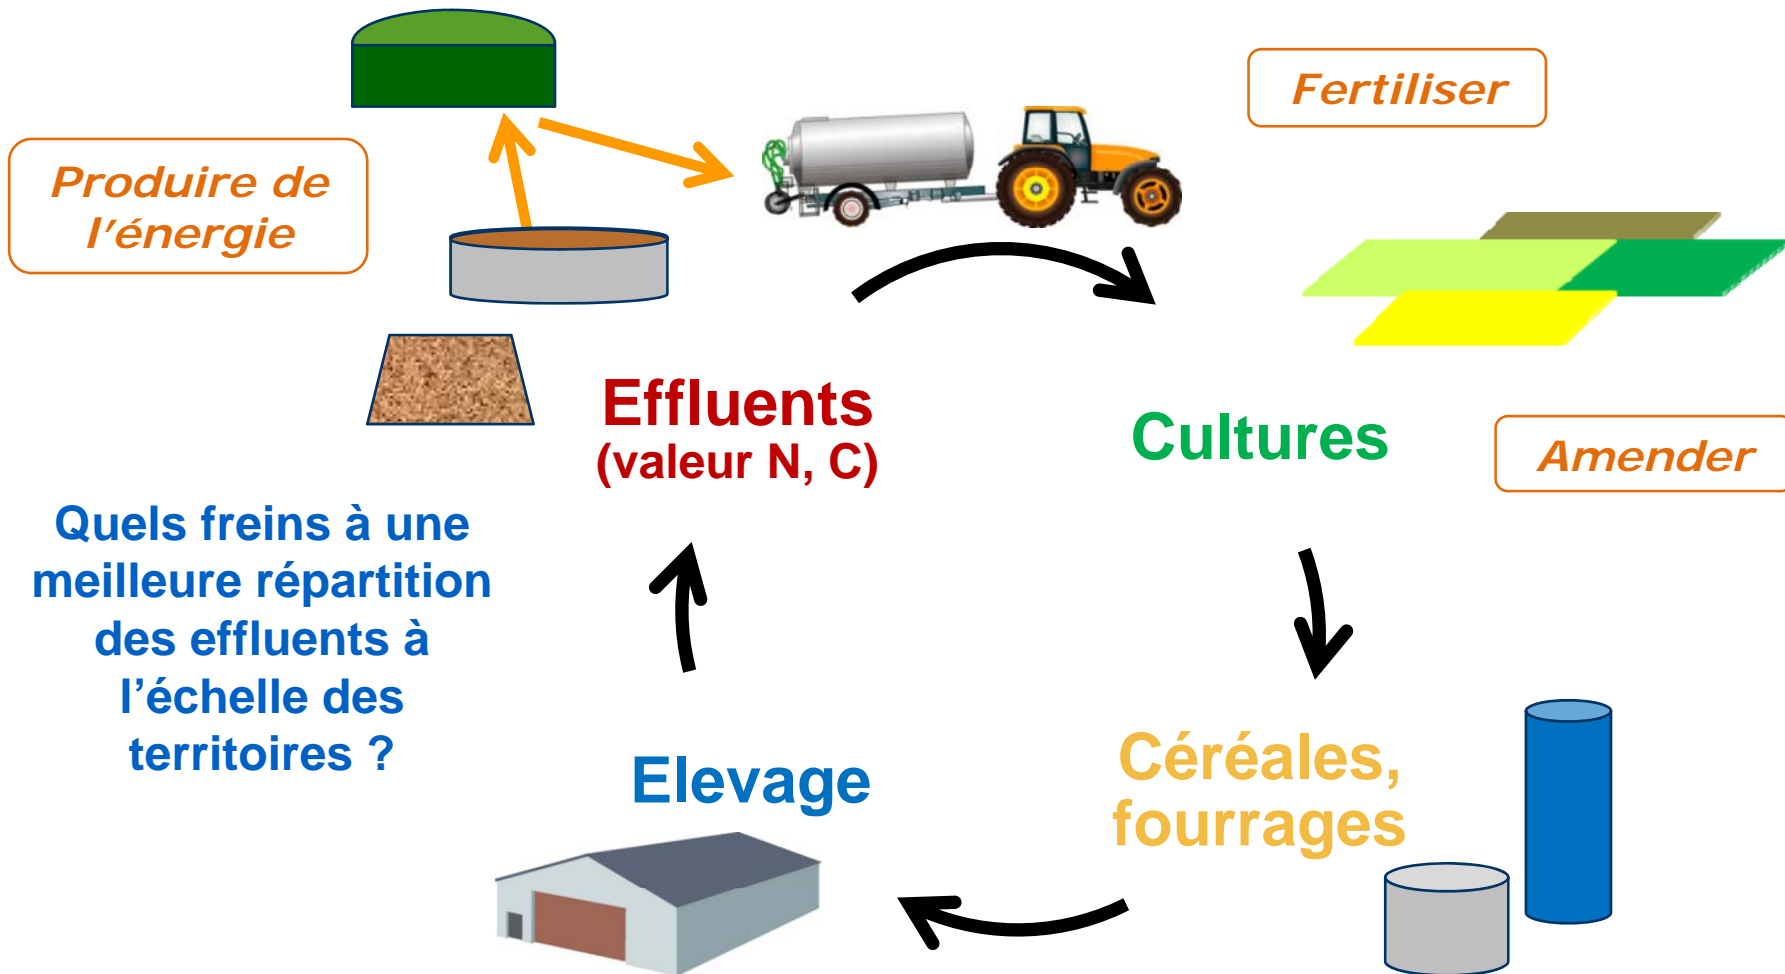 Fertiliser
Produire de
l'énergie
Effluents
(valeur N, C)
Cultures
Amender
Quels freins à une
meilleure répartition
des effluents à
l’échelle des
territoires ?
Elevage
Céréales,
fourrages